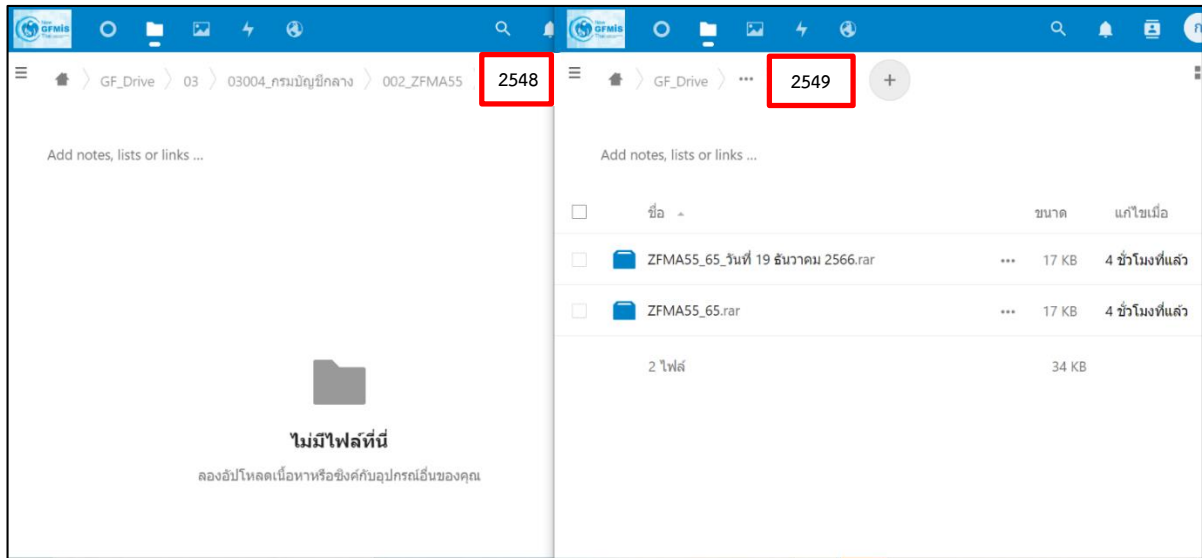 New
GFMIS
Thai
GF_Drive
03
03004_กรมบัญชีกลาง
002_ZFMA55
2548
Add notes, lists or links ...
ไม่มีไฟล์ที่นี่
ลองอัปโหลดเนื้อหาหรือซิงค์กับอุปกรณ์อื่นของคุณ
New
GFMIS
Thai
ก
GF_Drive
•••
2549
+
Add notes, lists or links ...
ชื่อ ขนาด แก้ไขเมื่อ
ZFMA55_65_วันที่ 19 ธันวาคม 2566.rar ••• 17 KB 4 ชั่วโมงที่แล้ว
ZFMA55_65.rar ••• 17 KB 4 ชั่วโมงที่แล้ว
2 ไฟล์ 34 KB